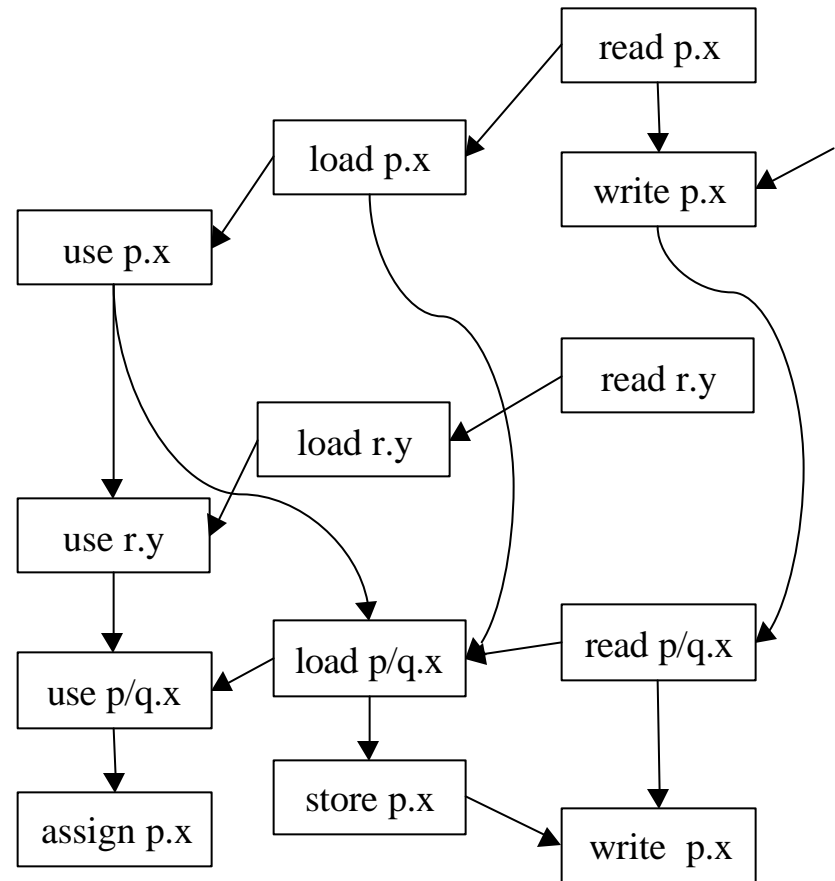 read p.x
load p.x
write p.x
use p.x
read r.y
load r.y
use r.y
load p/q.x
read p/q.x
use p/q.x
store p.x
assign p.x
write p.x